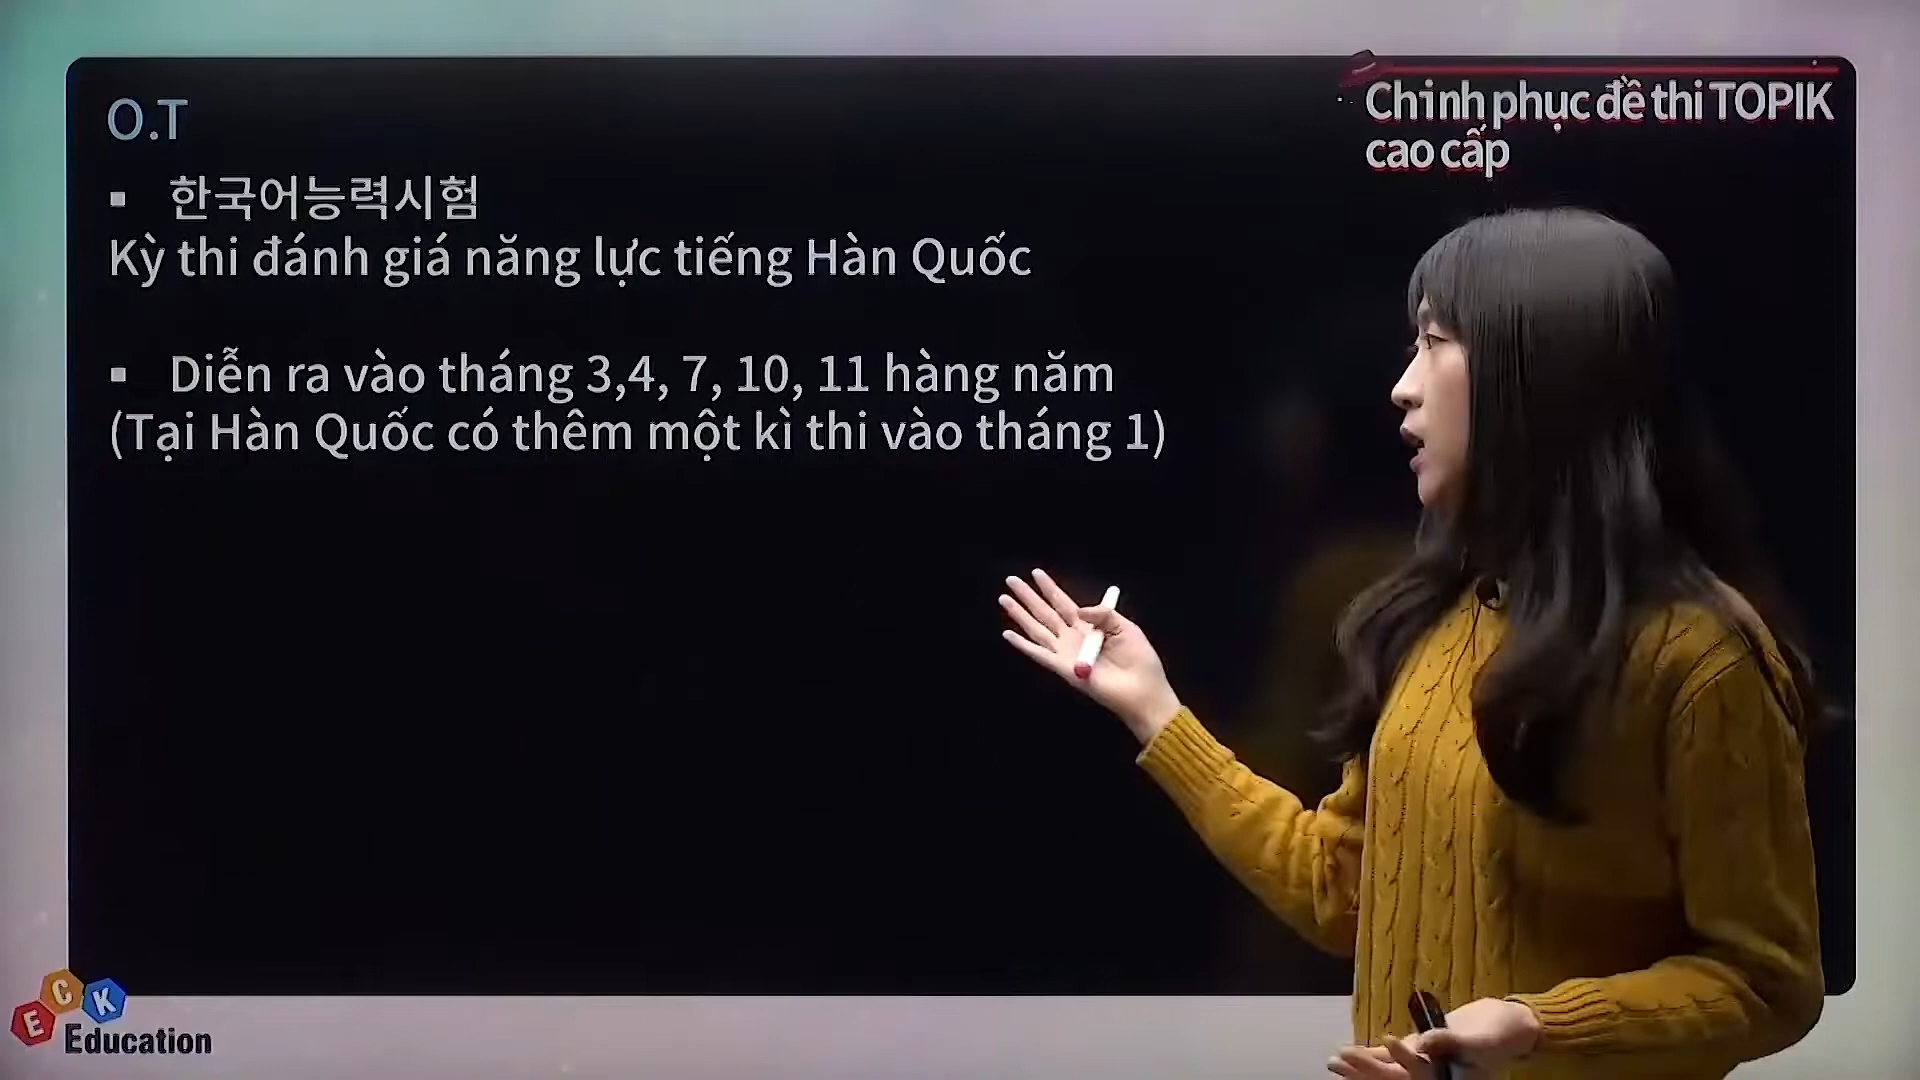 O.T
Chinh phục đề thi TOPIK
cao cấp
▪ 한국어능력시험
Kỳ thi đánh giá năng lực tiếng Hàn Quốc
▪ Diễn ra vào tháng 3,4, 7, 10, 11 hàng năm
(Tại Hàn Quốc có thêm một kì thi vào tháng 1)
E C K
Education